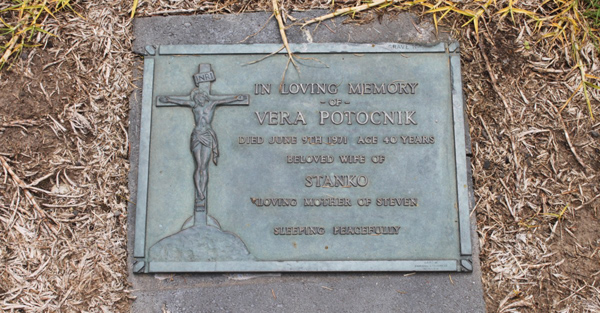 INRI
IN LOVING MEMORY
- OF -
VERA POTOCNIK
DIED JUNE 9TH 1971 AGE 40 YEARS
BELOVED WIFE OF
STANKO
LOVING MOTHER OF STEVEN
SLEEPING PEACEFULLY